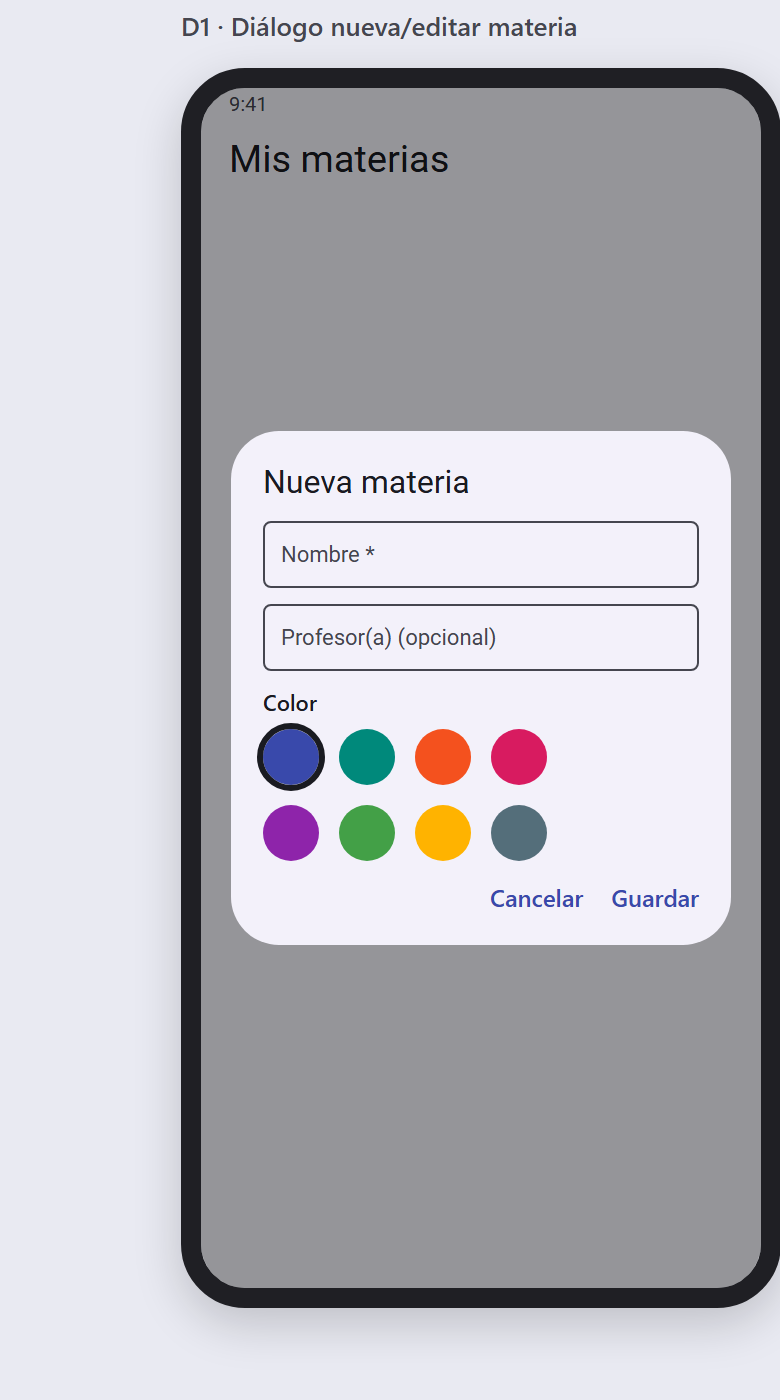 D1 · Diálogo nueva/editar materia
9:41
Mis materias
Nueva materia
Nombre *
Profesor(a) (opcional)
Color
Cancelar Guardar